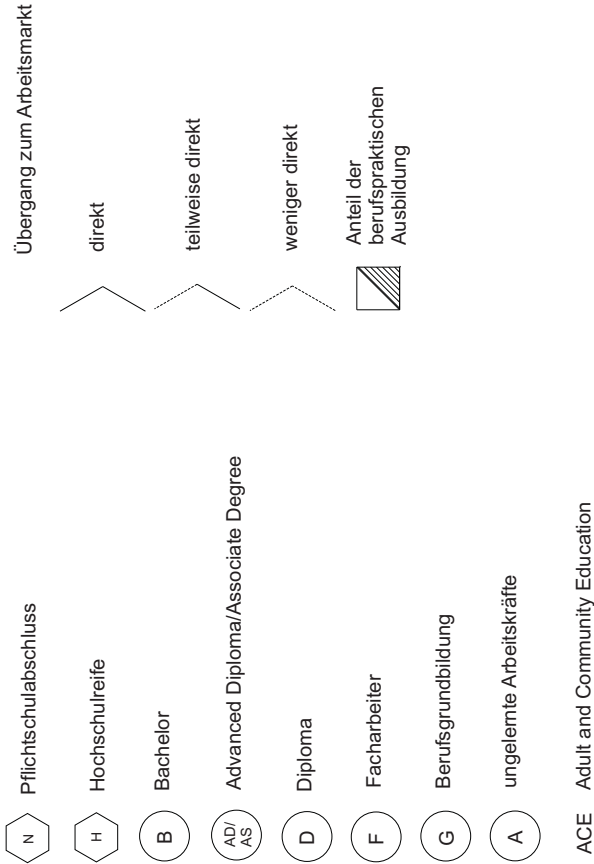 N Pflichtschulabschluss
H Hochschulreife
B Bachelor
AD/
AS Advanced Diploma/Associate Degree
D Diploma
F Facharbeiter
G Berufsgrundbildung
A ungelernte Arbeitskräfte
ACE Adult and Community Education
Übergang zum Arbeitsmarkt
direkt
teilweise direkt
weniger direkt
Anteil der
berufspraktischen
Ausbildung